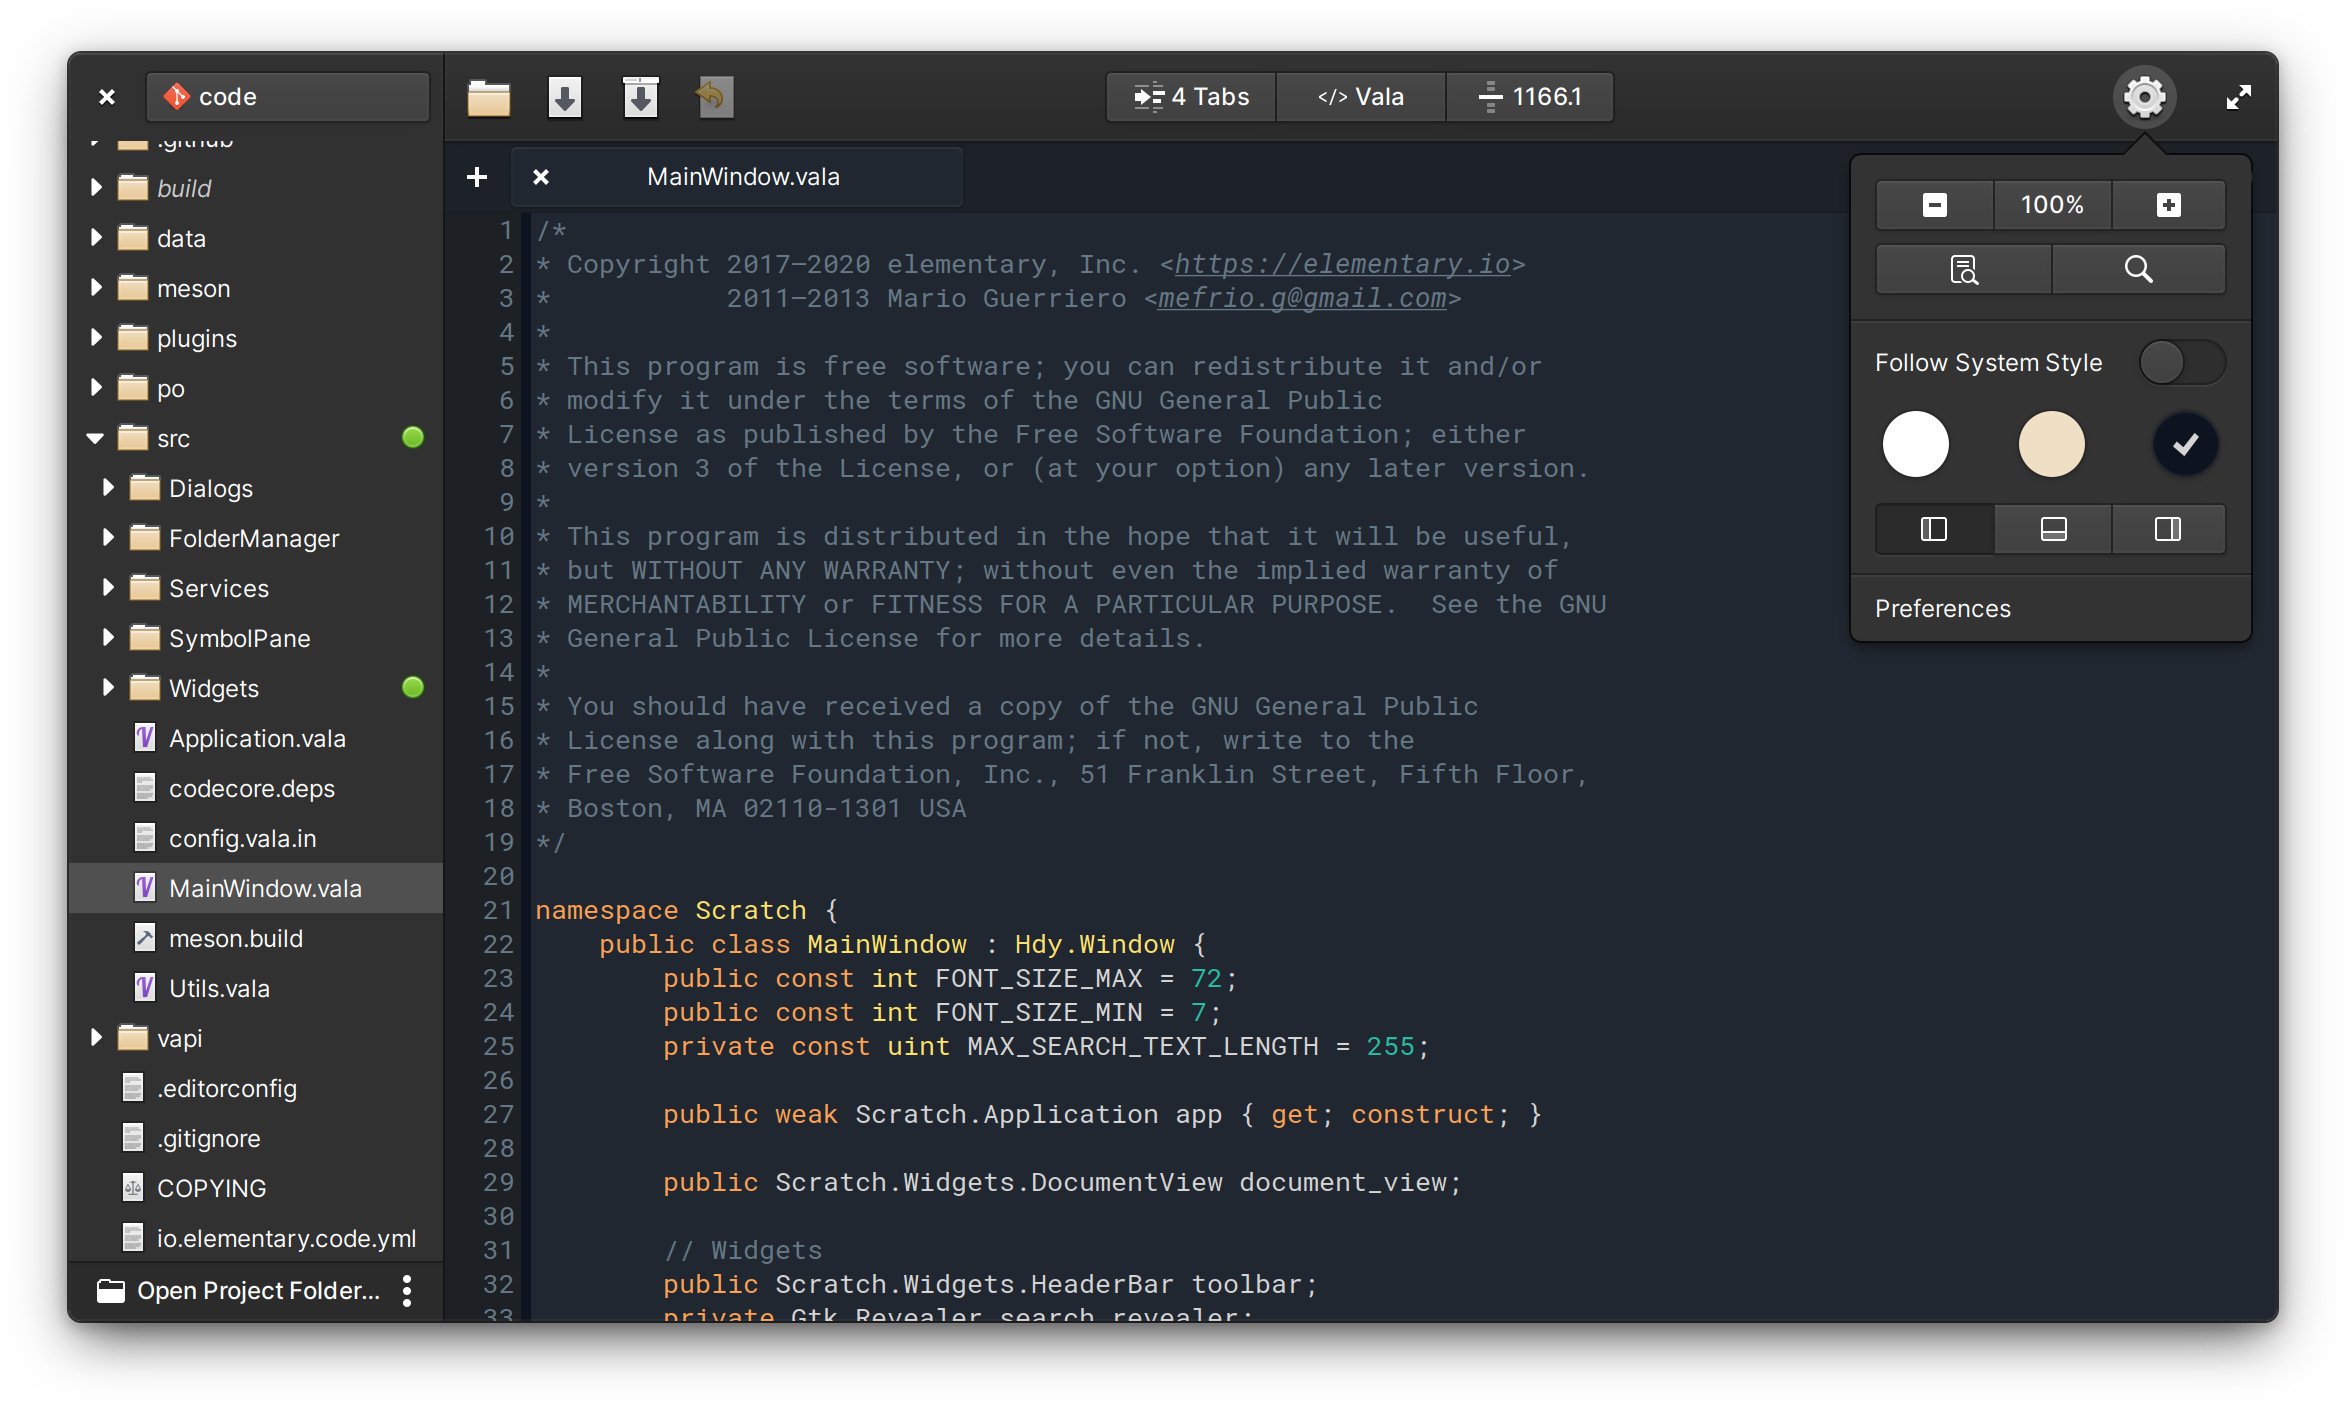 code
4 Tabs
</> Vala
1166.1
.github
build
data
meson
plugins
po
src
Dialogs
FolderManager
Services
SymbolPane
Widgets
Application.vala
codecore.deps
config.vala.in
MainWindow.vala
meson.build
Utils.vala
vapi
.editorconfig
.gitignore
COPYING
io.elementary.code.yml
Open Project Folder...
MainWindow.vala
1 /*
2 * Copyright 2017–2020 elementary, Inc. <https://elementary.io>
3 *           2011–2013 Mario Guerriero <mefrio.g@gmail.com>
4 *
5 * This program is free software; you can redistribute it and/or
6 * modify it under the terms of the GNU General Public
7 * License as published by the Free Software Foundation; either
8 * version 3 of the License, or (at your option) any later version.
9 *
10 * This program is distributed in the hope that it will be useful,
11 * but WITHOUT ANY WARRANTY; without even the implied warranty of
12 * MERCHANTABILITY or FITNESS FOR A PARTICULAR PURPOSE.  See the GNU
13 * General Public License for more details.
14 *
15 * You should have received a copy of the GNU General Public
16 * License along with this program; if not, write to the
17 * Free Software Foundation, Inc., 51 Franklin Street, Fifth Floor,
18 * Boston, MA 02110-1301 USA
19 */
20
21 namespace Scratch {
22     public class MainWindow : Hdy.Window {
23         public const int FONT_SIZE_MAX = 72;
24         public const int FONT_SIZE_MIN = 7;
25         private const uint MAX_SEARCH_TEXT_LENGTH = 255;
26
27         public weak Scratch.Application app { get; construct; }
28
29         public Scratch.Widgets.DocumentView document_view;
30
31         // Widgets
32         public Scratch.Widgets.HeaderBar toolbar;
33         private Gtk.Revealer search_revealer;
100%
Follow System Style
Preferences